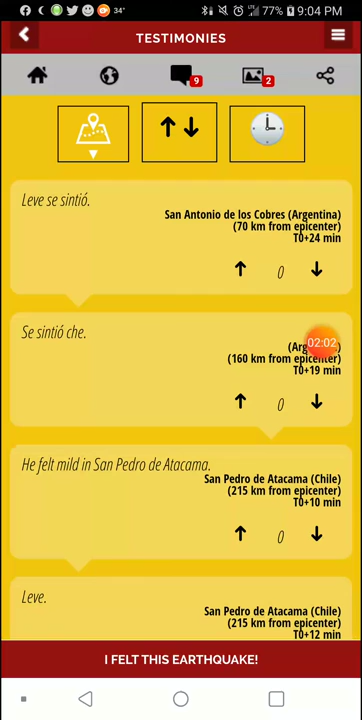 34°
77% 9:04 PM
TESTIMONIES
9
2
Leve se sintió.
San Antonio de los Cobres (Argentina)
(70 km from epicenter)
T0+24 min
0
Se sintió che.
02:02
(160 km from epicenter)
T0+19 min
0
He felt mild in San Pedro de Atacama.
San Pedro de Atacama (Chile)
(215 km from epicenter)
T0+10 min
0
Leve.
San Pedro de Atacama (Chile)
(215 km from epicenter)
T0+12 min
I FELT THIS EARTHQUAKE!